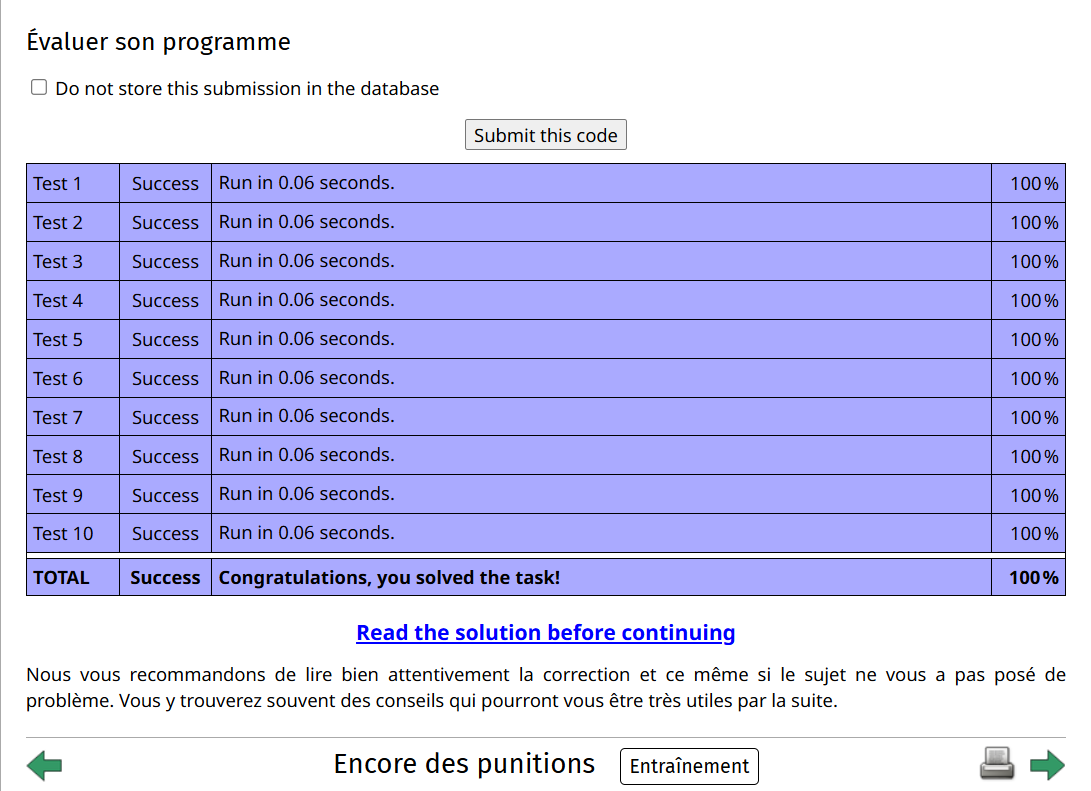 Évaluer son programme
Do not store this submission in the database
Submit this code
Test 1 Success Run in 0.06 seconds. 100 %
Test 2 Success Run in 0.06 seconds. 100 %
Test 3 Success Run in 0.06 seconds. 100 %
Test 4 Success Run in 0.06 seconds. 100 %
Test 5 Success Run in 0.06 seconds. 100 %
Test 6 Success Run in 0.06 seconds. 100 %
Test 7 Success Run in 0.06 seconds. 100 %
Test 8 Success Run in 0.06 seconds. 100 %
Test 9 Success Run in 0.06 seconds. 100 %
Test 10 Success Run in 0.06 seconds. 100 %
TOTAL Success Congratulations, you solved the task! 100 %
Read the solution before continuing
Nous vous recommandons de lire bien attentivement la correction et ce même si le sujet ne vous a pas posé de
problème. Vous y trouverez souvent des conseils qui pourront vous être très utiles par la suite.
Encore des punitions Entraînement